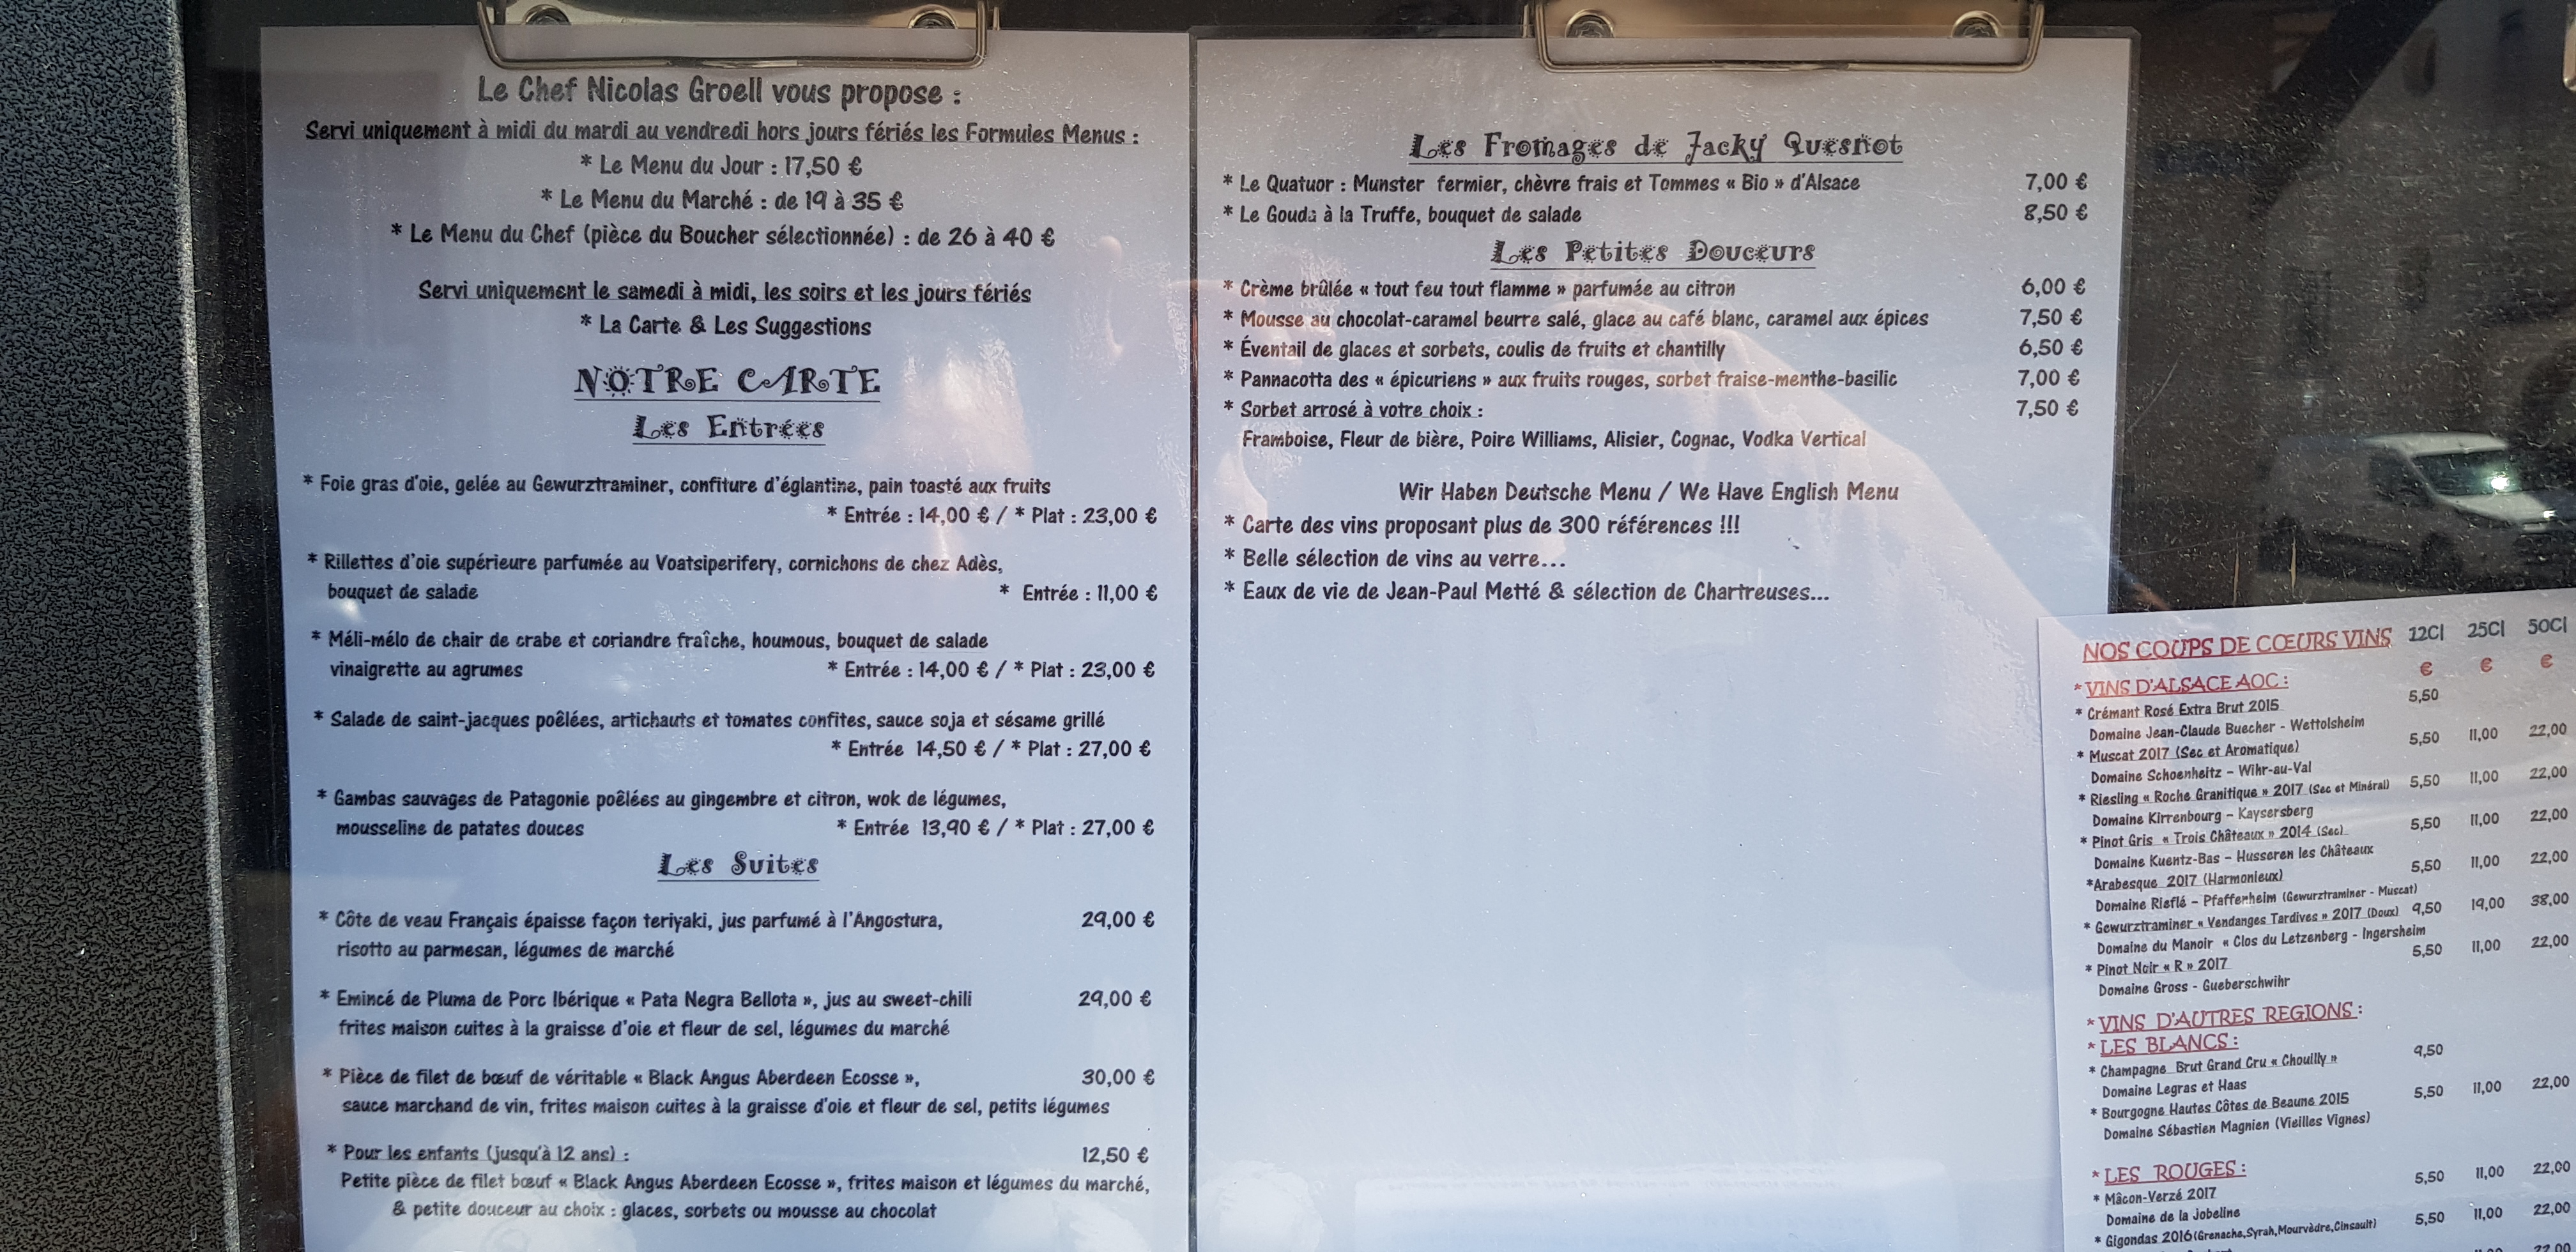 Le Chef Nicolas Groell vous propose :
Servi uniquement à midi du mardi au vendredi hors jours fériés les Formules Menus :
* Le Menu du Jour : 17,50 €
* Le Menu du Marché : de 19 à 35 €
* Le Menu du Chef (pièce du Boucher sélectionnée) : de 26 à 40 €
Servi uniquement le samedi à midi, les soirs et les jours fériés
* La Carte & Les Suggestions
NOTRE CARTE
Les Entrées
* Foie gras d'oie, gelée au Gewurztraminer, confiture d'églantine, pain toasté aux fruits
* Entrée : 14,00 € / * Plat : 23,00 €
* Rillettes d'oie supérieure parfumée au Voatsiperifery, cornichons de chez Adès,
bouquet de salade * Entrée : 11,00 €
* Méli-mélo de chair de crabe et coriandre fraîche, houmous, bouquet de salade
vinaigrette au agrumes * Entrée : 14,00 € / * Plat : 23,00 €
* Salade de saint-jacques poêlées, artichauts et tomates confites, sauce soja et sésame grillé
* Entrée 14,50 € / * Plat : 27,00 €
* Gambas sauvages de Patagonie poêlées au gingembre et citron, wok de légumes,
mousseline de patates douces * Entrée 13,90 € / * Plat : 27,00 €
Les Suites
* Côte de veau Français épaisse façon teriyaki, jus parfumé à l'Angostura, 29,00 €
risotto au parmesan, légumes de marché
* Emincé de Pluma de Porc Ibérique « Pata Negra Bellota », jus au sweet-chili 29,00 €
frites maison cuites à la graisse d'oie et fleur de sel, légumes du marché
* Pièce de filet de bœuf de véritable « Black Angus Aberdeen Ecosse », 30,00 €
sauce marchand de vin, frites maison cuites à la graisse d'oie et fleur de sel, petits légumes
* Pour les enfants (jusqu'à 12 ans) : 12,50 €
Petite pièce de filet bœuf « Black Angus Aberdeen Ecosse », frites maison et légumes du marché,
& petite douceur au choix : glaces, sorbets ou mousse au chocolat
Les Fromages de Jacky Quesnot
* Le Quatuor : Munster fermier, chèvre frais et Tommes « Bio » d'Alsace 7,00 €
* Le Gouda à la Truffe, bouquet de salade 8,50 €
Les Petites Douceurs
* Crème brûlée « tout feu tout flamme » parfumée au citron 6,00 €
* Mousse au chocolat-caramel beurre salé, glace au café blanc, caramel aux épices 7,50 €
* Éventail de glaces et sorbets, coulis de fruits et chantilly 6,50 €
* Pannacotta des « épicuriens » aux fruits rouges, sorbet fraise-menthe-basilic 7,00 €
* Sorbet arrosé à votre choix : 7,50 €
Framboise, Fleur de bière, Poire Williams, Alisier, Cognac, Vodka Vertical
Wir Haben Deutsche Menu / We Have English Menu
* Carte des vins proposant plus de 300 références !!!
* Belle sélection de vins au verre...
* Eaux de vie de Jean-Paul Metté & sélection de Chartreuses...
NOS COUPS DE CŒURS VINS 12Cl 25Cl 50Cl
€ € €
* VINS D'ALSACE AOC :
* Crémant Rosé Extra Brut 2015 5,50
Domaine Jean-Claude Buecher - Wettolsheim
* Muscat 2017 (Sec et Aromatique) 5,50 11,00 22,00
Domaine Schoenheitz – Wihr-au-Val
* Riesling « Roche Granitique » 2017 (Sec et Minéral) 5,50 11,00 22,00
Domaine Kirrenbourg – Kaysersberg
* Pinot Gris « Trois Châteaux » 2014 (Sec) 5,50 11,00 22,00
Domaine Kuentz-Bas – Husseren les Châteaux
*Arabesque 2017 (Harmonieux) 5,50 11,00 22,00
Domaine Rieflé – Pfaffenheim (Gewurztraminer - Muscat)
* Gewurztraminer « Vendanges Tardives » 2017 (Doux) 9,50 19,00 38,00
Domaine du Manoir « Clos du Letzenberg - Ingersheim
* Pinot Noir « R » 2017 5,50 11,00 22,00
Domaine Gross - Gueberschwihr
* VINS D'AUTRES REGIONS :
* LES BLANCS :
* Champagne Brut Grand Cru « Chouilly » 9,50
Domaine Legras et Haas
* Bourgogne Hautes Côtes de Beaune 2015 5,50 11,00 22,00
Domaine Sébastien Magnien (Vieilles Vignes)
* LES ROUGES :
* Mâcon-Verzé 2017 5,50 11,00 22,00
Domaine de la Jobeline
* Gigondas 2016 (Grenache,Syrah,Mourvèdre,Cinsault) 5,50 11,00 22,00